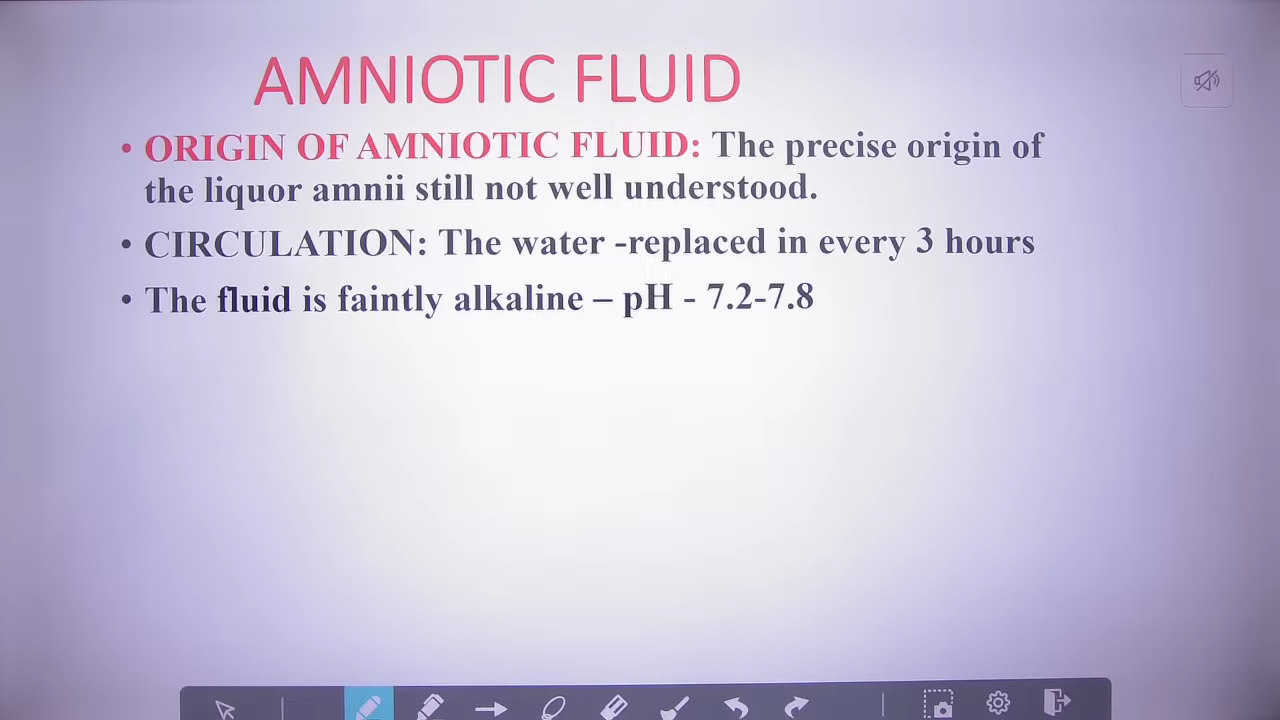 AMNIOTIC FLUID
• ORIGIN OF AMNIOTIC FLUID: The precise origin of
the liquor amnii still not well understood.
• CIRCULATION: The water -replaced in every 3 hours
• The fluid is faintly alkaline – pH - 7.2-7.8